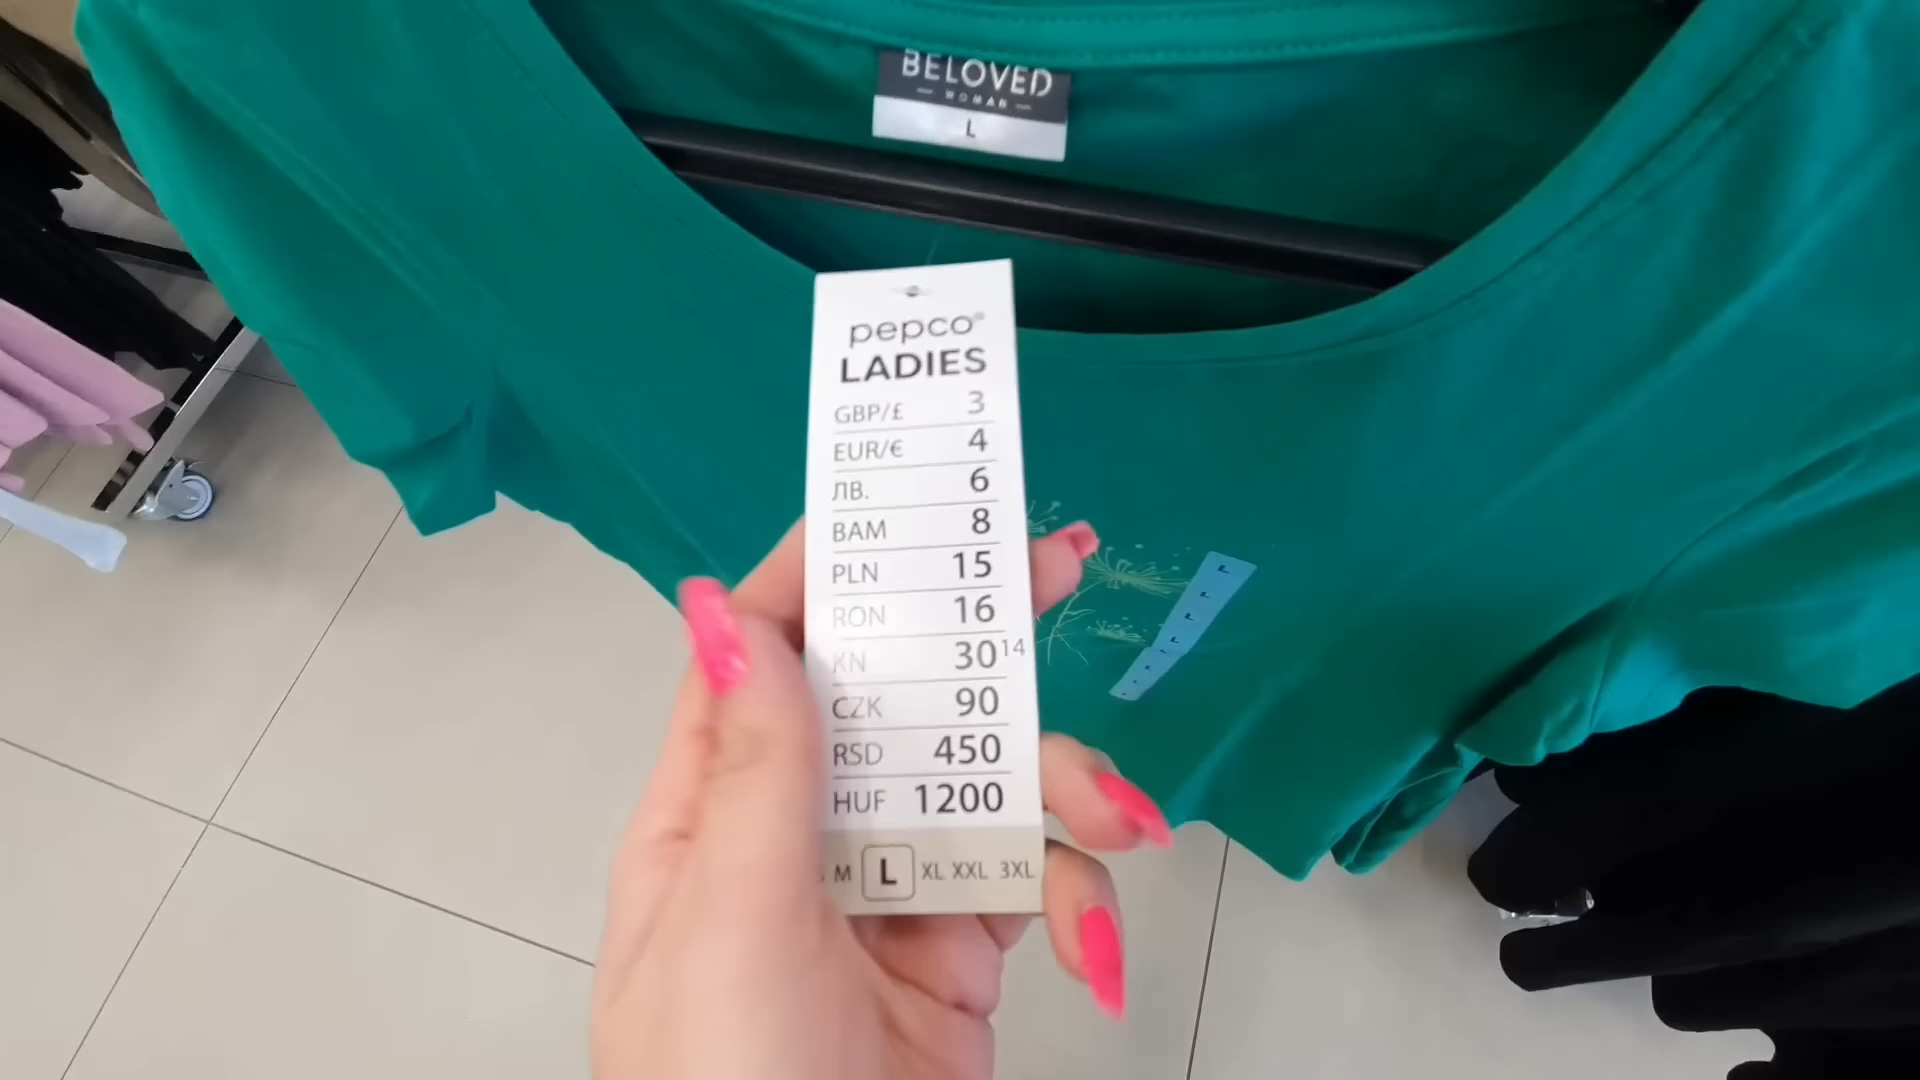 BELOVED
— WOMAN —
L
pepco®
LADIES
GBP/£ 3
EUR/€ 4
ЛВ. 6
BAM 8
PLN 15
RON 16
KN 30¹⁴
CZK 90
RSD 450
HUF 1200
M L XL XXL 3XL
L
L
L
L
L